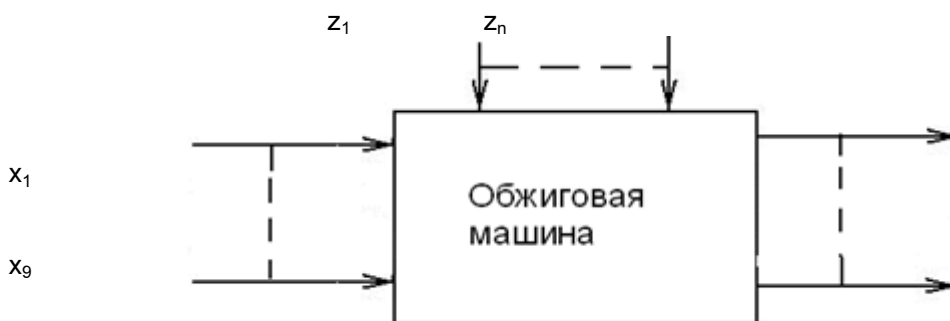 z₁ zₙ
x₁
Обжиговая
машина
x₉